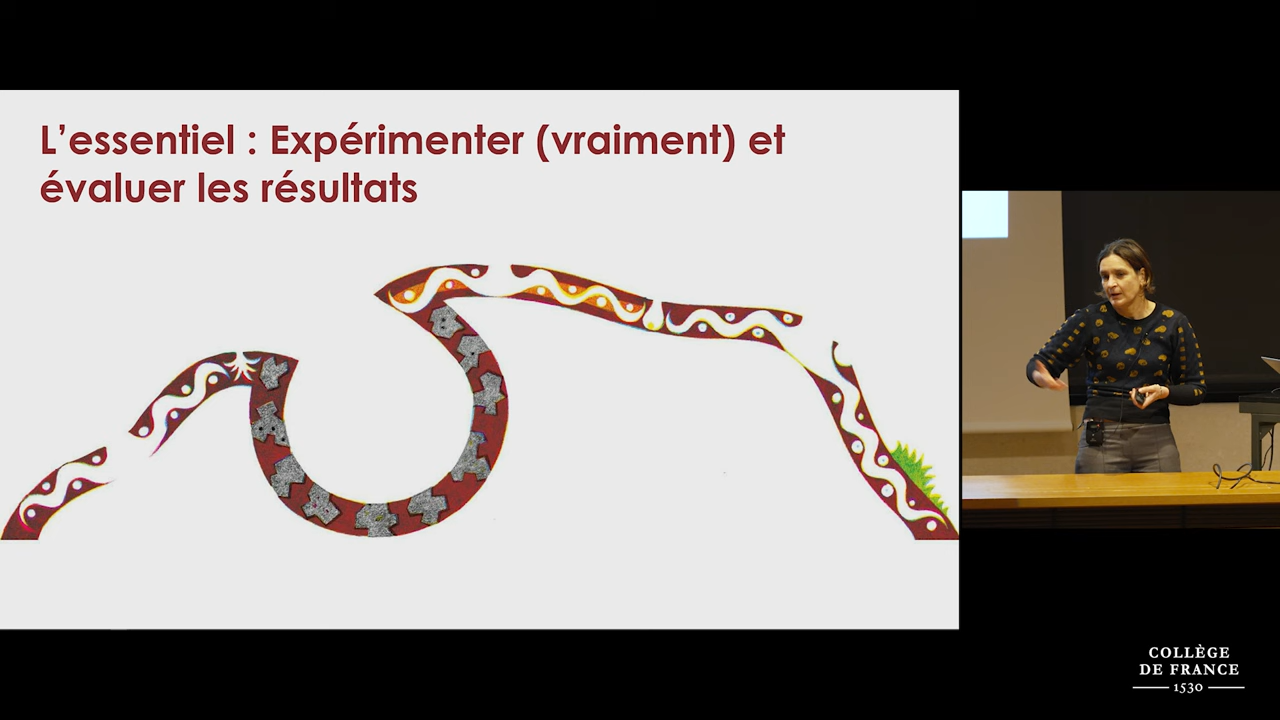 L’essentiel : Expérimenter (vraiment) et
évaluer les résultats
COLLÈGE
DE FRANCE
1530